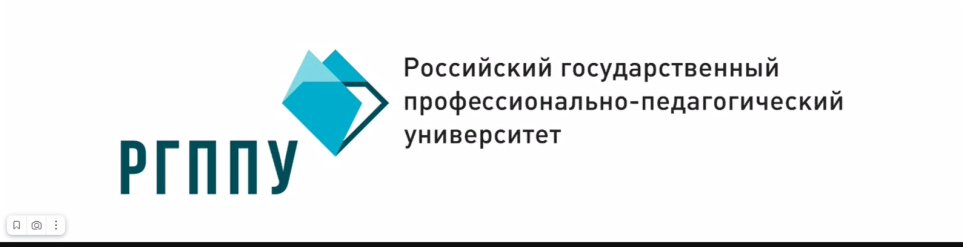 Российский государственный
профессионально-педагогический
университет
РГППУ